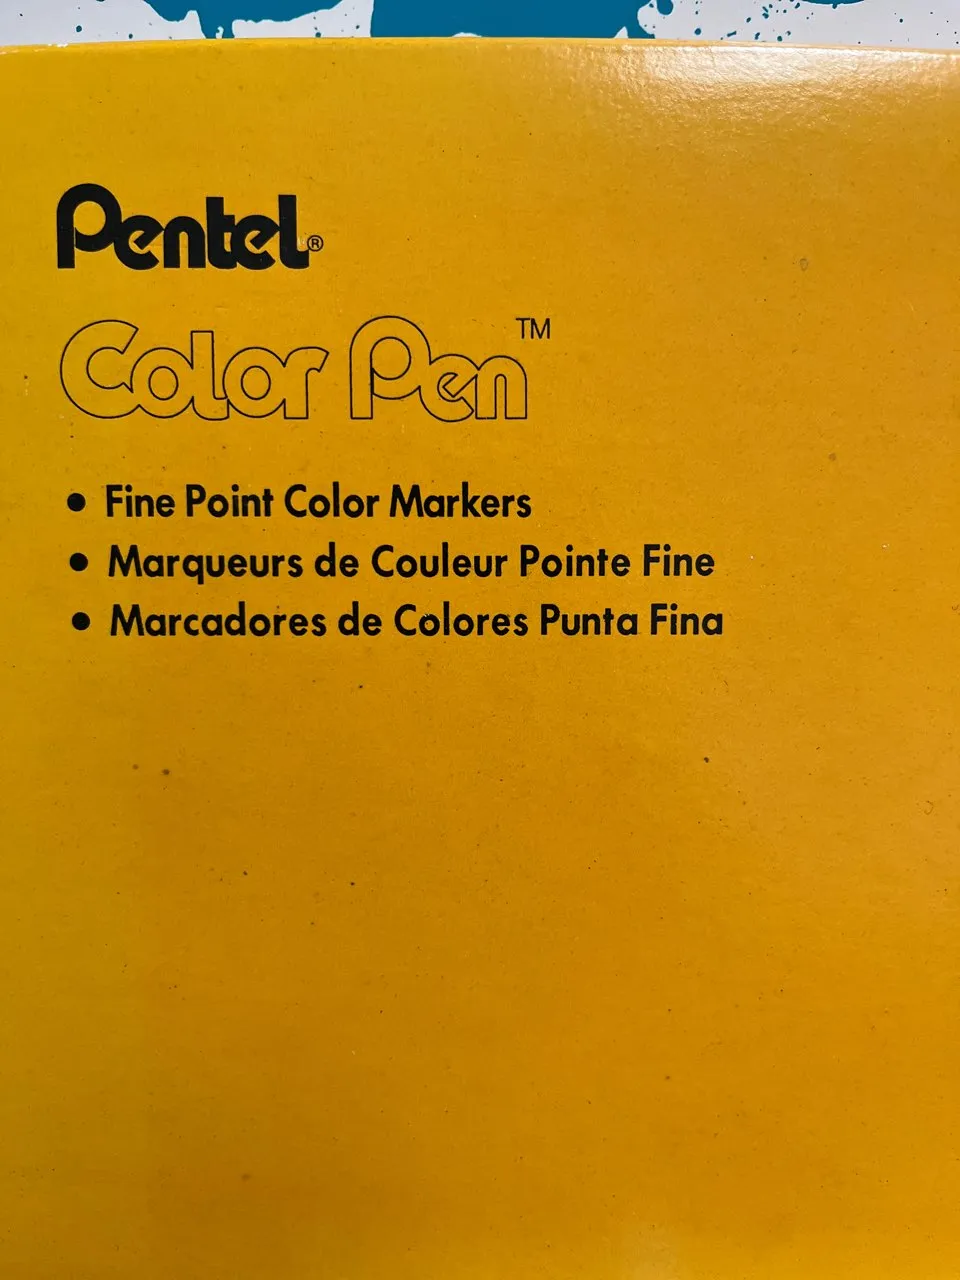 Pentel®
Color Pen™
• Fine Point Color Markers
• Marqueurs de Couleur Pointe Fine
• Marcadores de Colores Punta Fina